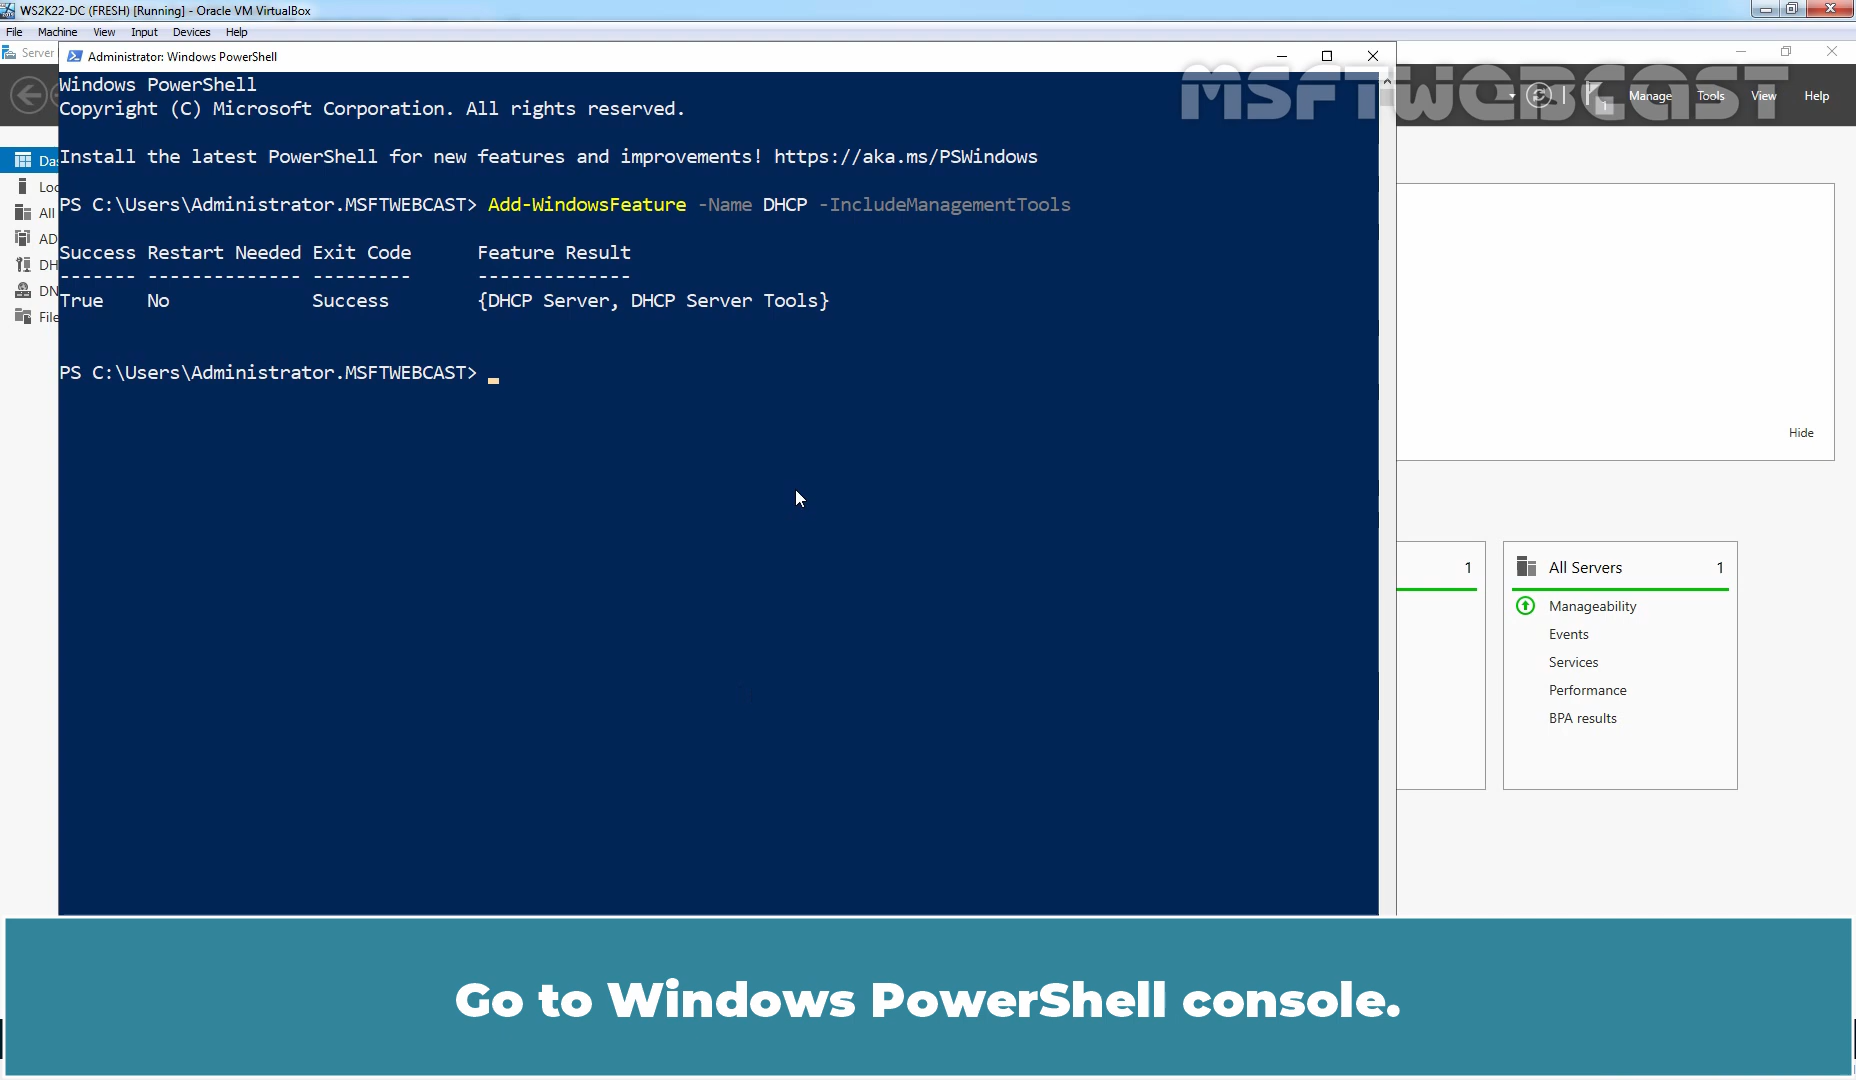 WS2K22-DC (FRESH) [Running] - Oracle VM VirtualBox
File Machine View Input Devices Help
Server
Administrator: Windows PowerShell
MSFTWEBCAST
Manage Tools View Help
Windows PowerShell
Copyright (C) Microsoft Corporation. All rights reserved.
Install the latest PowerShell for new features and improvements! https://aka.ms/PSWindows
PS C:\Users\Administrator.MSFTWEBCAST> Add-WindowsFeature -Name DHCP -IncludeManagementTools
Success Restart Needed Exit Code Feature Result
------- -------------- --------- --------------
True No Success {DHCP Server, DHCP Server Tools}
PS C:\Users\Administrator.MSFTWEBCAST>
Das
Loc
All
AD
DH
DN
File
Hide
1
All Servers 1
Manageability
Events
Services
Performance
BPA results
Go to Windows PowerShell console.